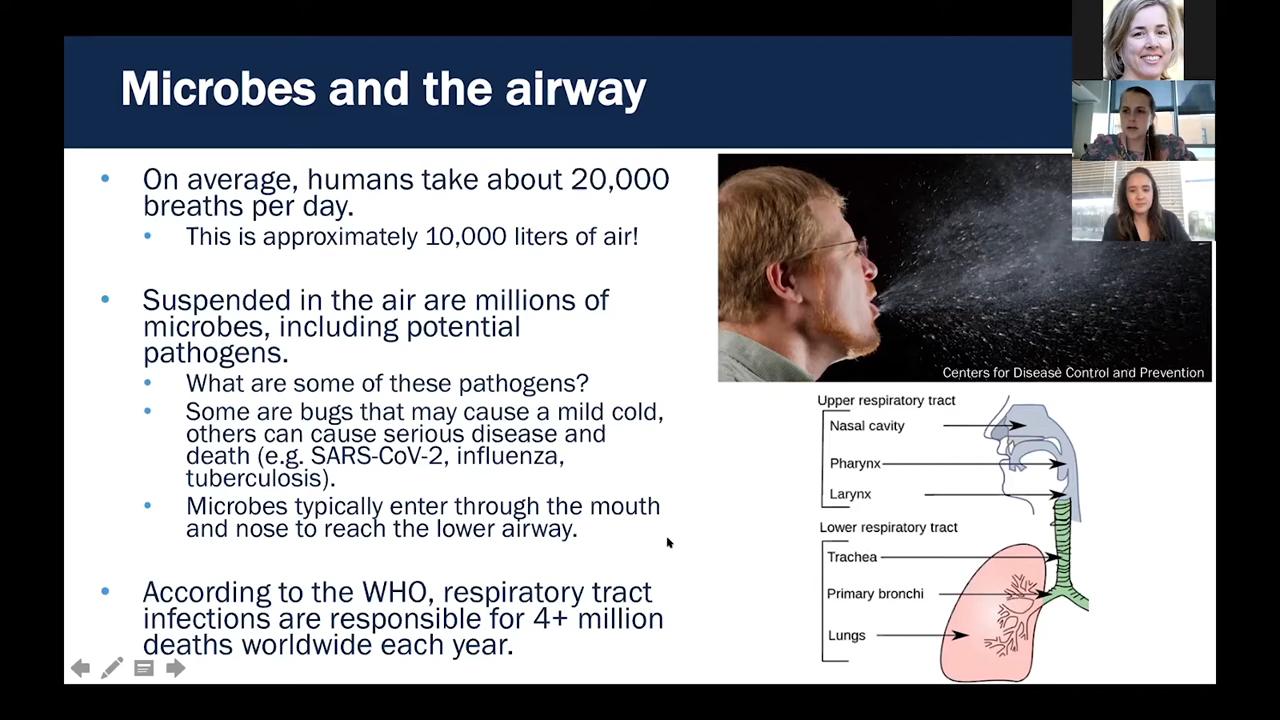 Microbes and the airway
• On average, humans take about 20,000
breaths per day.
• This is approximately 10,000 liters of air!
• Suspended in the air are millions of
microbes, including potential
pathogens.
• What are some of these pathogens?
• Some are bugs that may cause a mild cold,
others can cause serious disease and
death (e.g. SARS-CoV-2, influenza,
tuberculosis).
• Microbes typically enter through the mouth
and nose to reach the lower airway.
• According to the WHO, respiratory tract
infections are responsible for 4+ million
deaths worldwide each year.
Centers for Disease Control and Prevention
Upper respiratory tract
Nasal cavity
Pharynx
Larynx
Lower respiratory tract
Trachea
Primary bronchi
Lungs